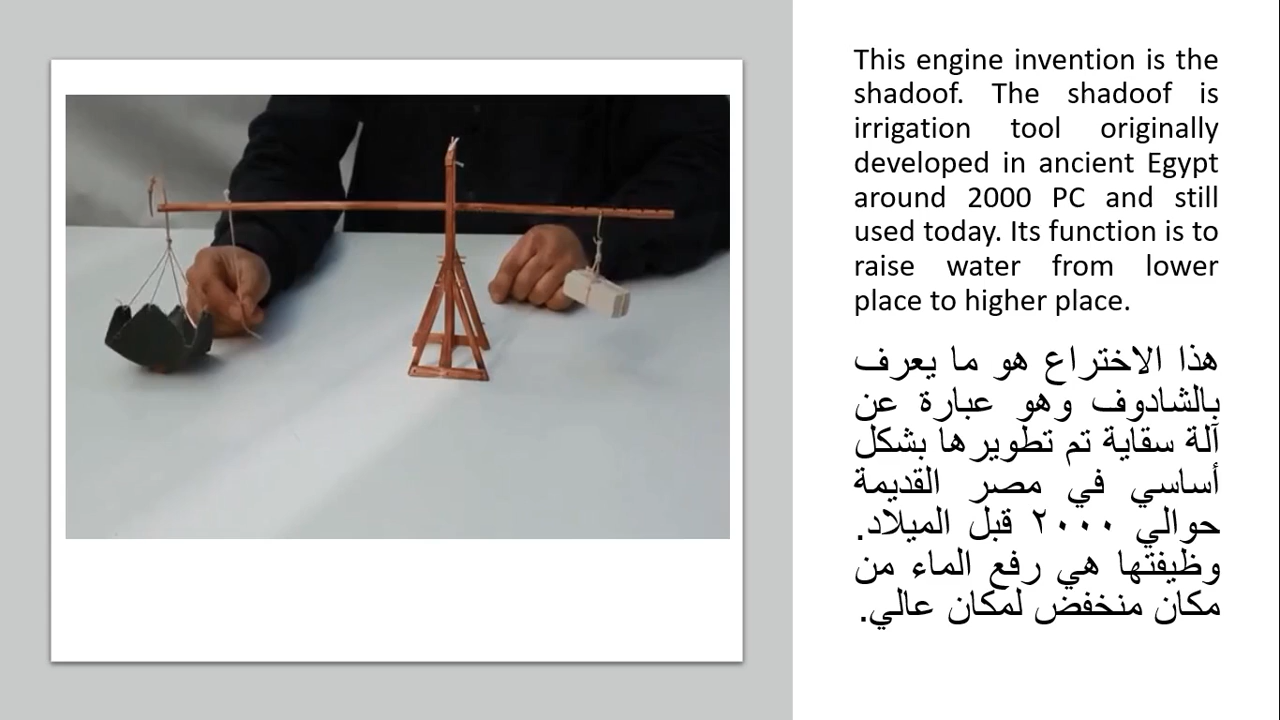 This engine invention is the
shadoof. The shadoof is
irrigation tool originally
developed in ancient Egypt
around 2000 PC and still
used today. Its function is to
raise water from lower
place to higher place.
هذا الاختراع هو ما يعرف
بالشادوف وهو عبارة عن
آلة سقاية تم تطويرها بشكل
أساسي في مصر القديمة
حوالي ٢٠٠٠ قبل الميلاد.
وظيفتها هي رفع الماء من
مكان منخفض لمكان عالي.